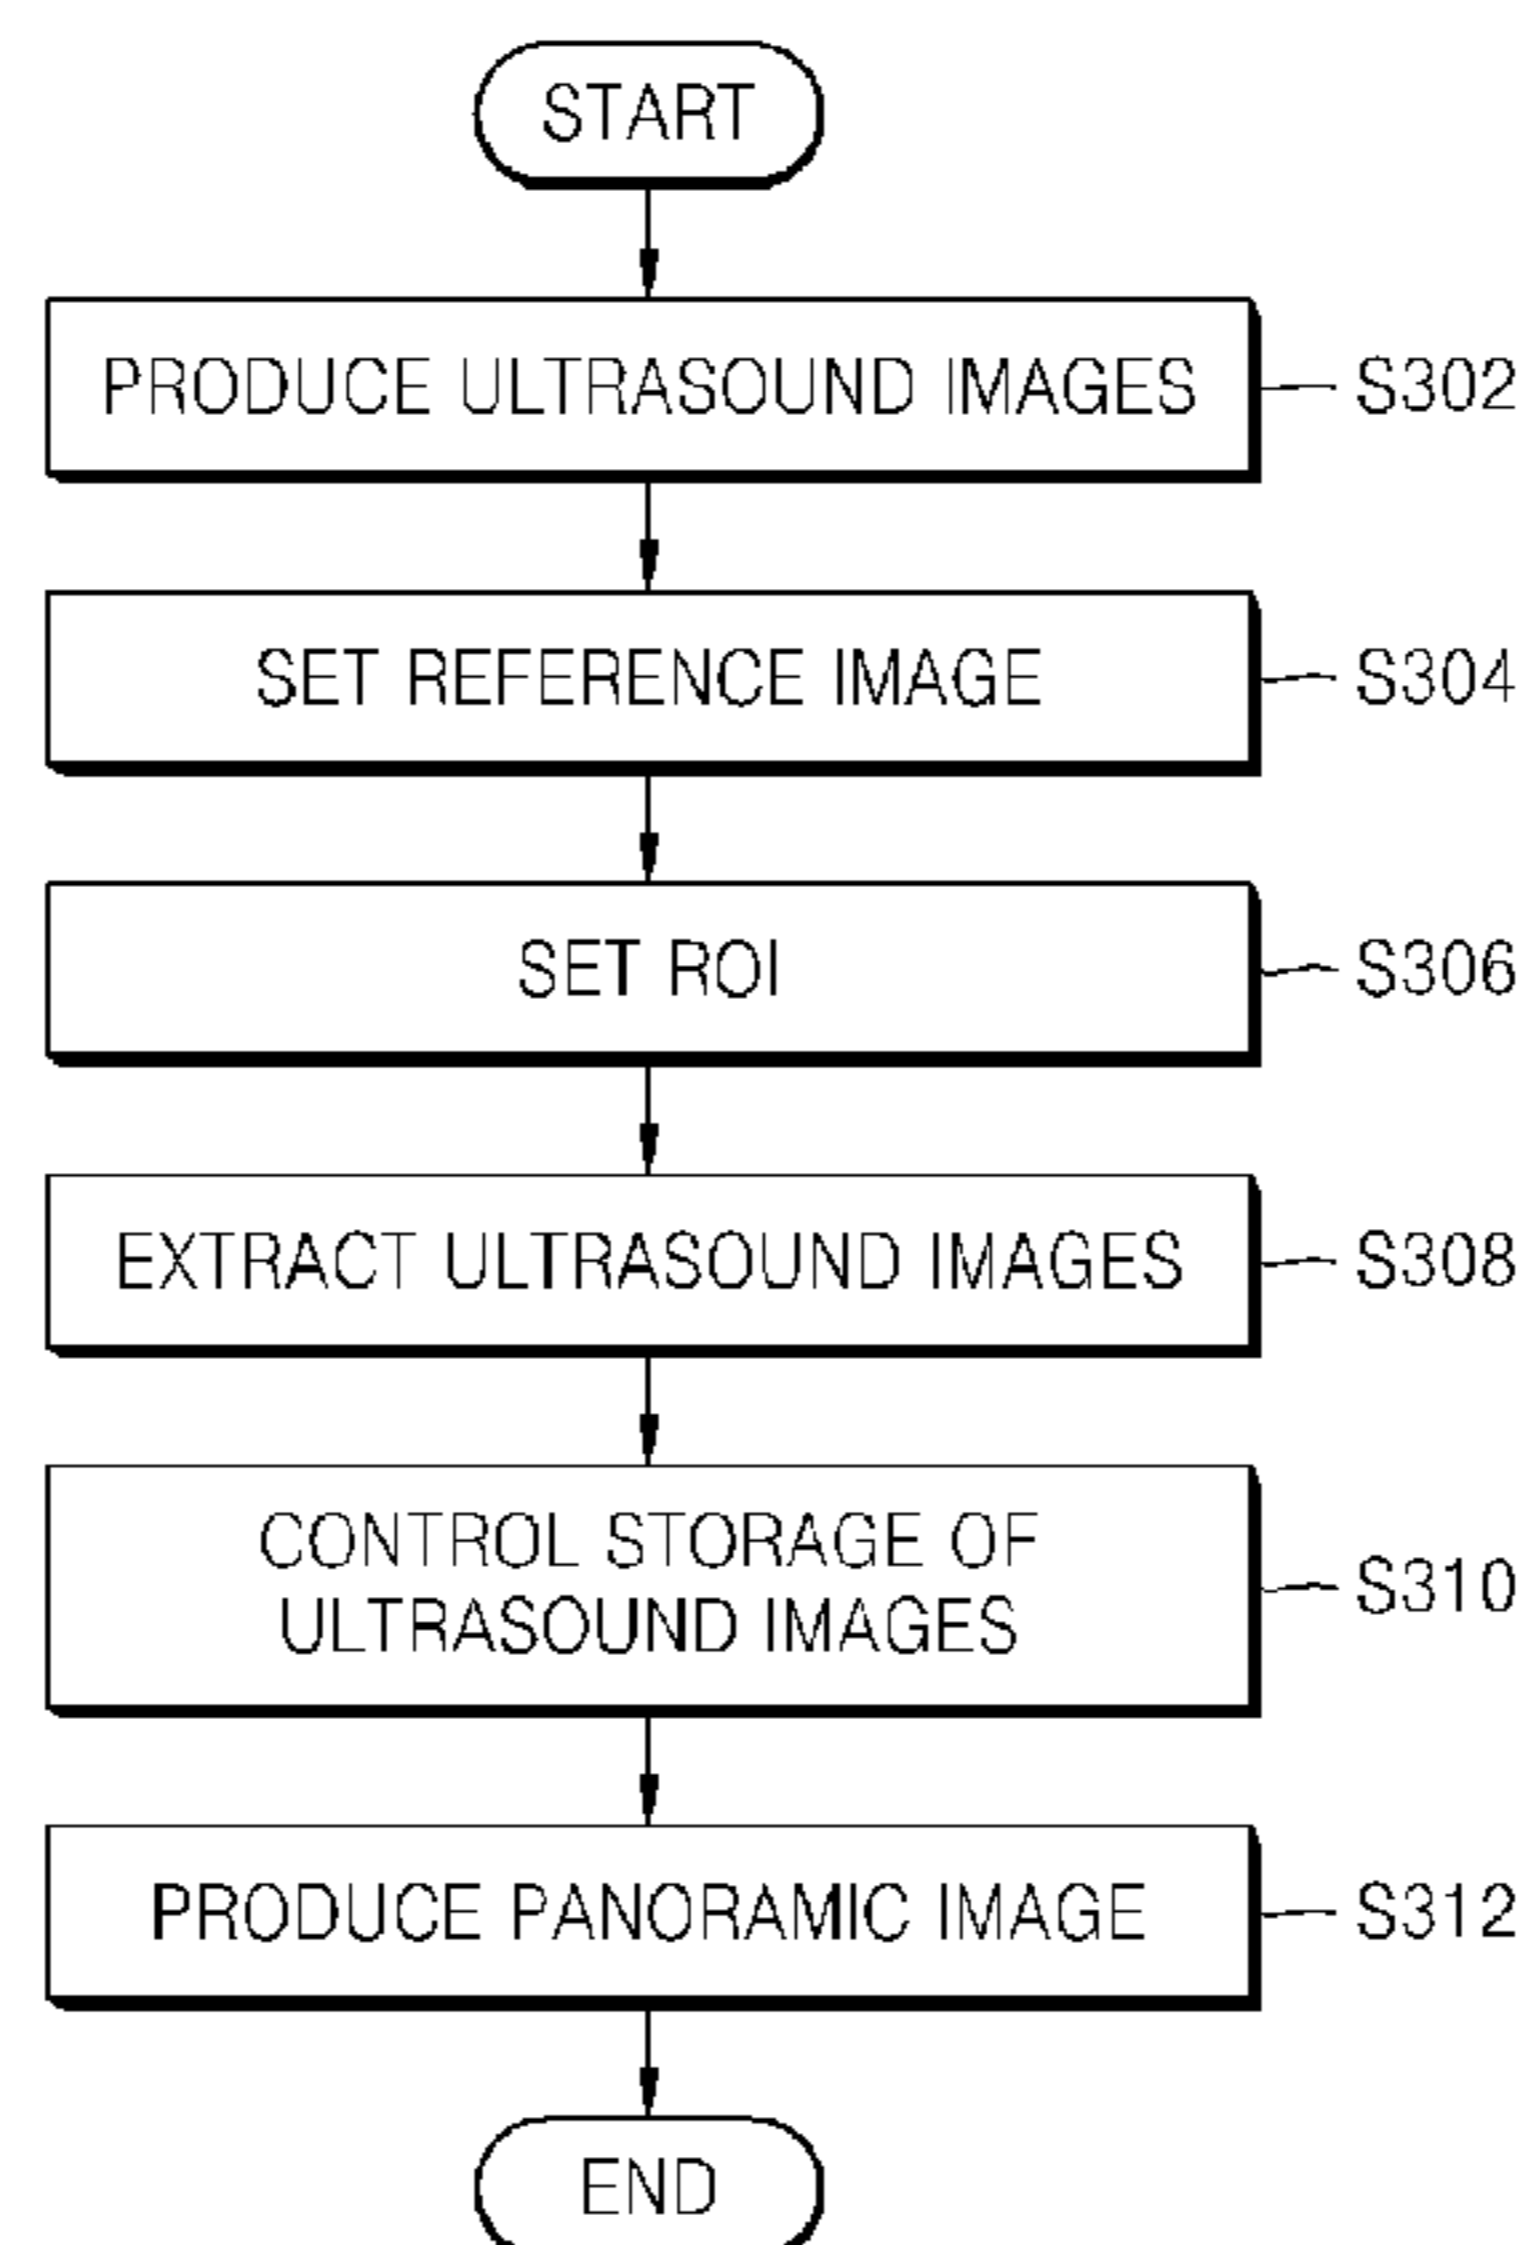 START
PRODUCE ULTRASOUND IMAGES
S302
SET REFERENCE IMAGE
S304
SET ROI
S306
EXTRACT ULTRASOUND IMAGES
S308
CONTROL STORAGE OF
ULTRASOUND IMAGES
S310
PRODUCE PANORAMIC IMAGE
S312
END